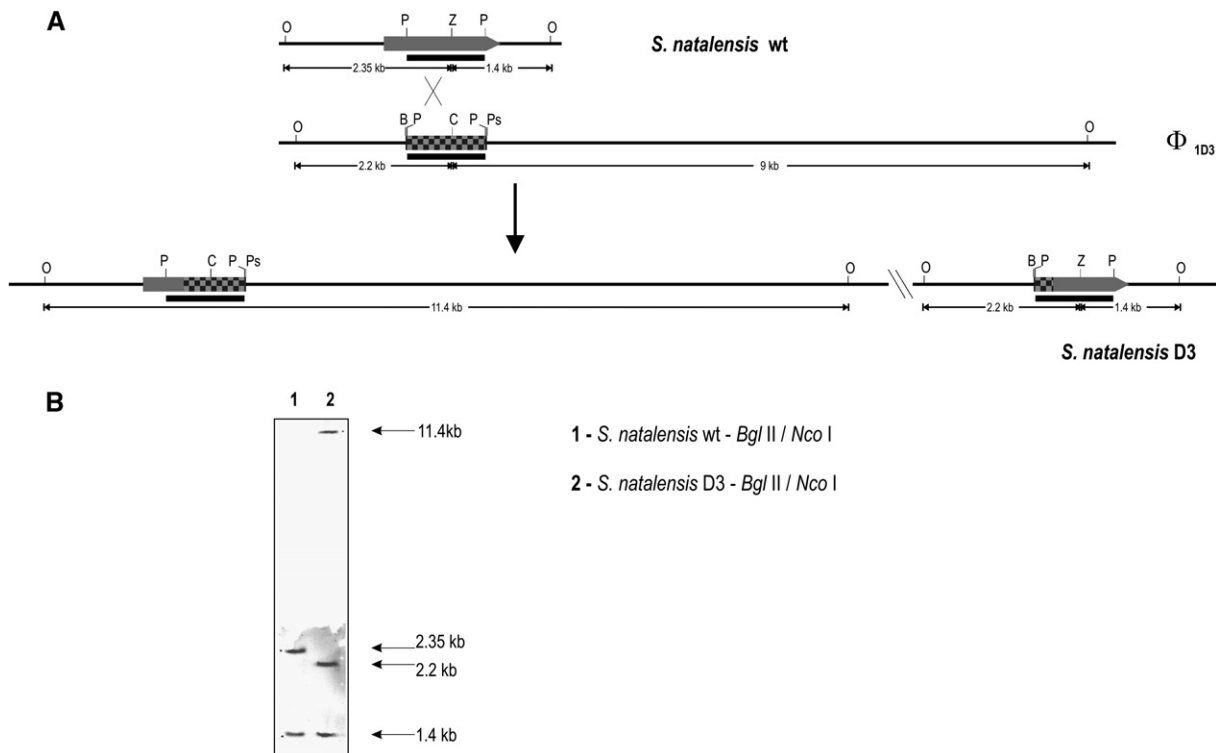 A
O P Z P O
S. natalensis wt
2.35 kb 1.4 kb
B P C P Ps
O O
Φ 1D3
2.2 kb 9 kb
O P C P Ps O O B P Z P O
11.4 kb 2.2 kb 1.4 kb
S. natalensis D3
B
1 2
11.4kb
1 - S. natalensis wt - Bgl II / Nco I
2 - S. natalensis D3 - Bgl II / Nco I
2.35 kb
2.2 kb
1.4 kb